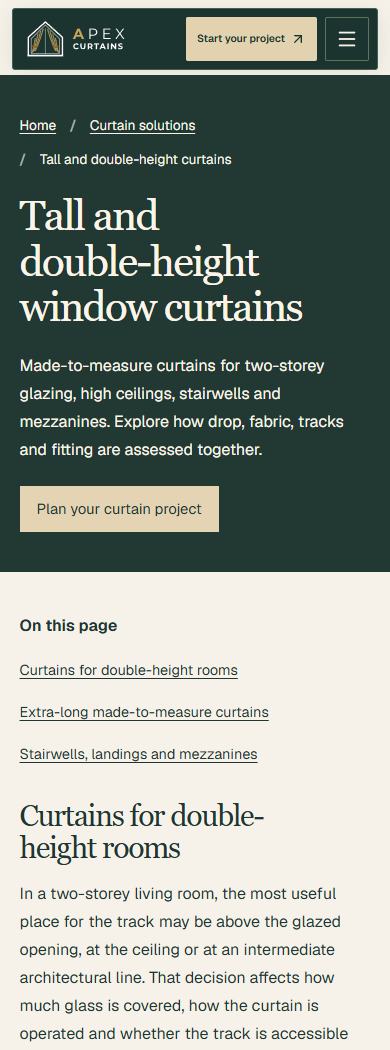 APEX
CURTAINS
Start your project
Home / Curtain solutions
/ Tall and double-height curtains
Tall and
double-height
window curtains
Made-to-measure curtains for two-storey
glazing, high ceilings, stairwells and
mezzanines. Explore how drop, fabric, tracks
and fitting are assessed together.
Plan your curtain project
On this page
Curtains for double-height rooms
Extra-long made-to-measure curtains
Stairwells, landings and mezzanines
Curtains for double-
height rooms
In a two-storey living room, the most useful
place for the track may be above the glazed
opening, at the ceiling or at an intermediate
architectural line. That decision affects how
much glass is covered, how the curtain is
operated and whether the track is accessible